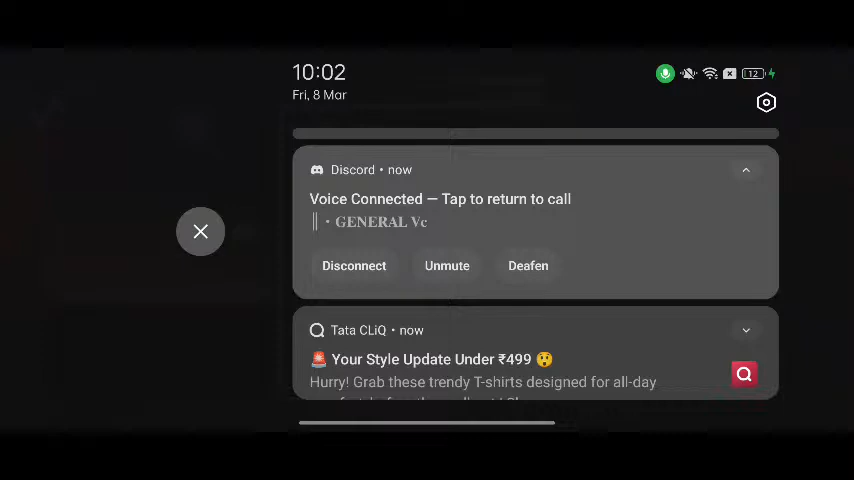 10:02
Fri, 8 Mar
12
Discord • now
Voice Connected — Tap to return to call
║・𝐆𝐄𝐍𝐄𝐑𝐀𝐋 𝐕𝐜
Disconnect
Unmute
Deafen
Tata CLiQ • now
🚨 Your Style Update Under ₹499 😲
Hurry! Grab these trendy T-shirts designed for all-day